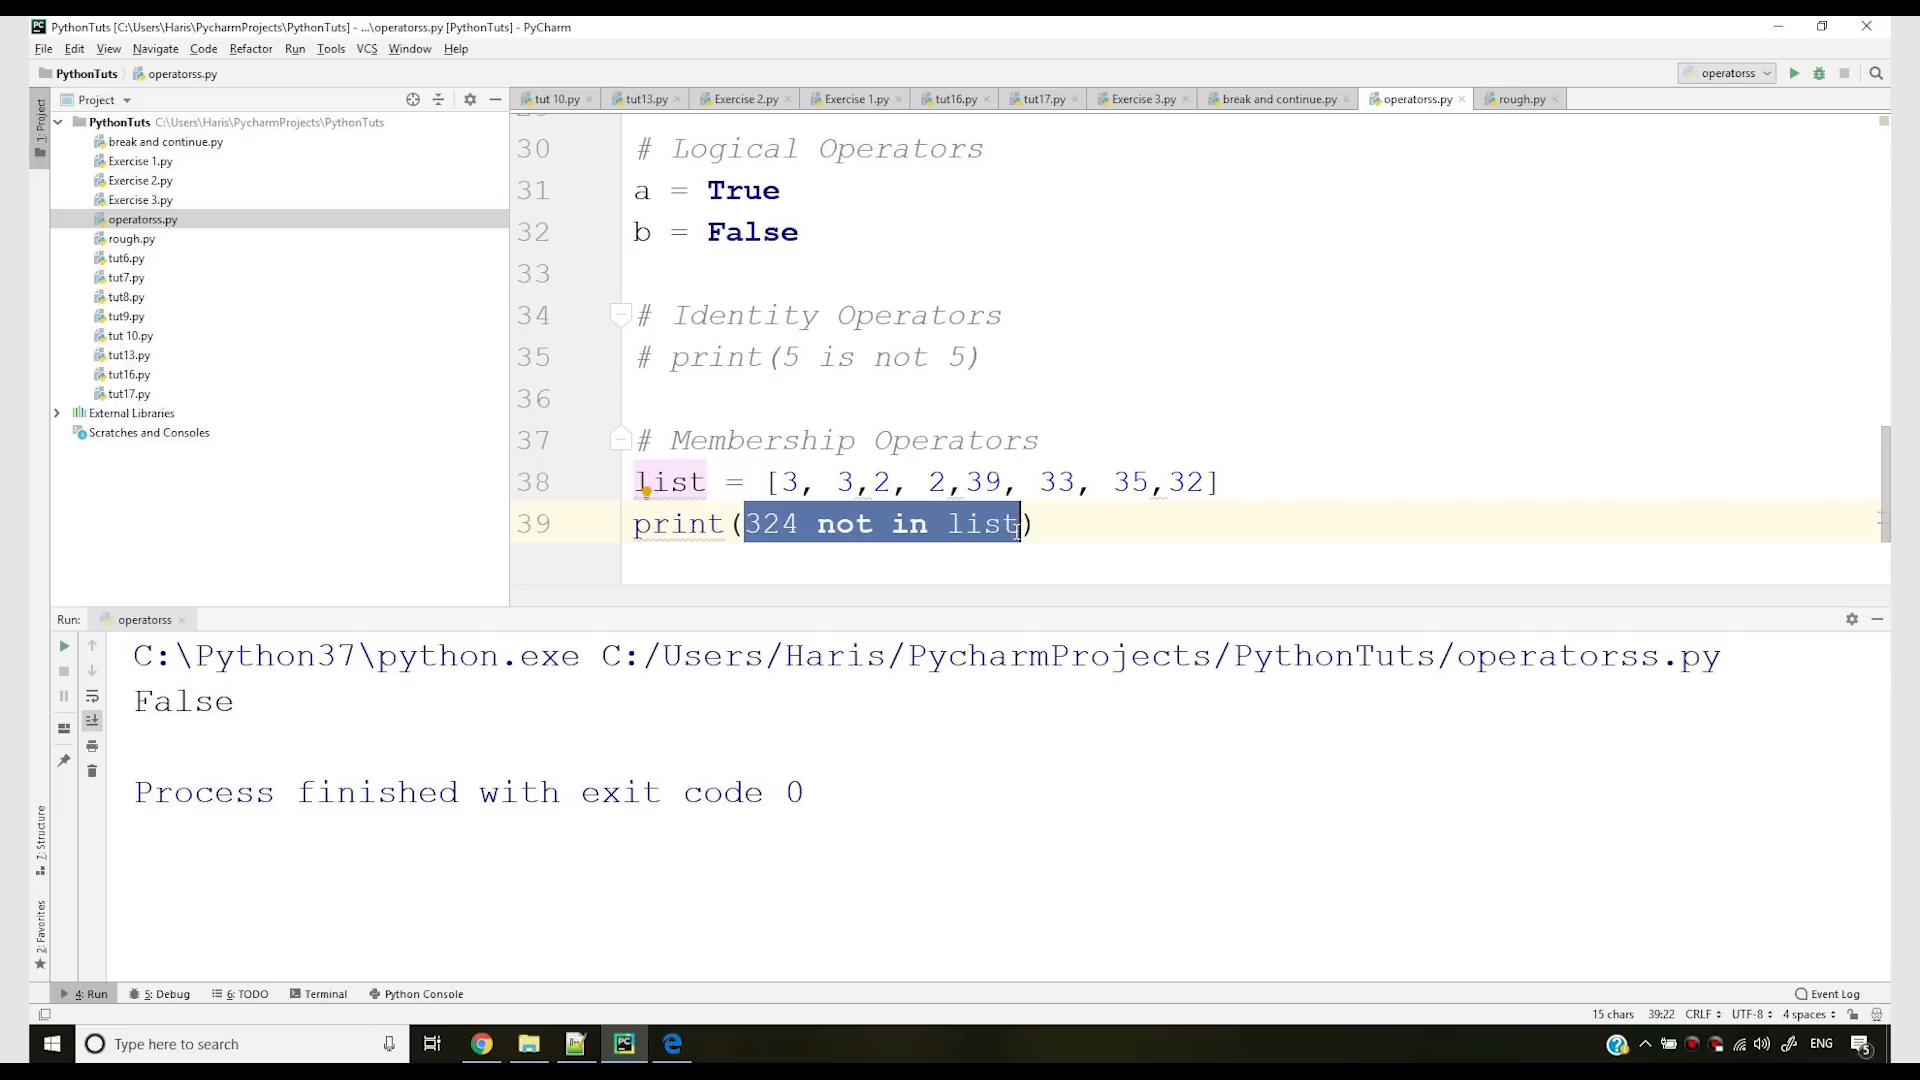 PythonTuts [C:\Users\Haris\PycharmProjects\PythonTuts] - ...\operatorss.py [PythonTuts] - PyCharm
File Edit View Navigate Code Refactor Run Tools VCS Window Help
PythonTuts operatorss.py
operatorss
Project
tut 10.py tut13.py Exercise 2.py Exercise 1.py tut16.py tut17.py Exercise 3.py break and continue.py operatorss.py rough.py
1: Project
PythonTuts C:\Users\Haris\PycharmProjects\PythonTuts
break and continue.py
Exercise 1.py
Exercise 2.py
Exercise 3.py
operatorss.py
rough.py
tut6.py
tut7.py
tut8.py
tut9.py
tut 10.py
tut13.py
tut16.py
tut17.py
External Libraries
Scratches and Consoles
30 # Logical Operators
31 a = True
32 b = False
33
34 # Identity Operators
35 # print(5 is not 5)
36
37 # Membership Operators
38 list = [3, 3,2, 2,39, 33, 35,32]
39 print(324 not in list)
Run: operatorss
C:\Python37\python.exe C:/Users/Haris/PycharmProjects/PythonTuts/operatorss.py
False
Process finished with exit code 0
7: Structure
2: Favorites
4: Run 5: Debug 6: TODO Terminal Python Console Event Log
15 chars 39:22 CRLF UTF-8 4 spaces
Type here to search
ENG
5